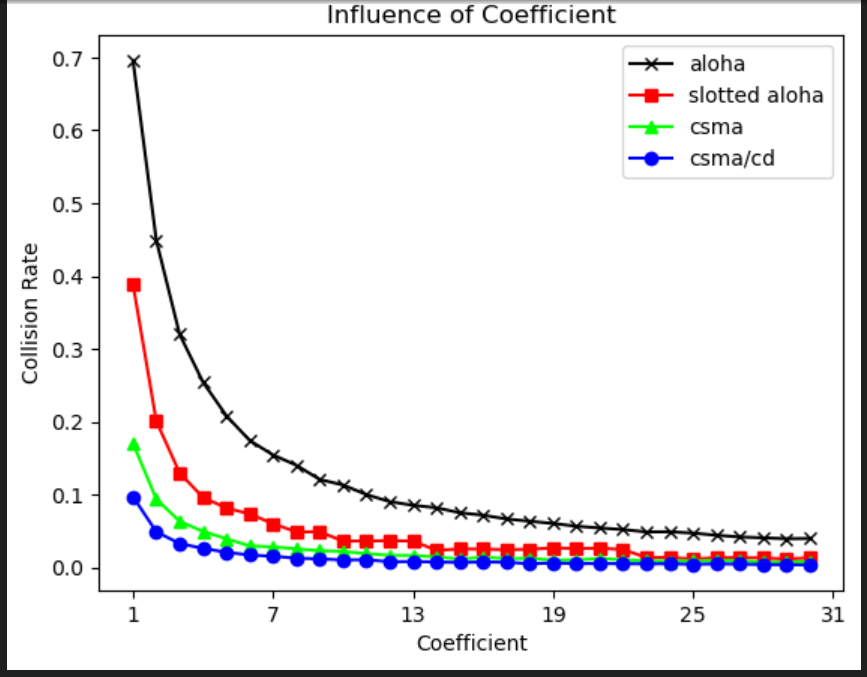 Influence of Coefficient
0.7
0.6
0.5
0.4
0.3
0.2
0.1
0.0
Collision Rate
aloha
slotted aloha
csma
csma/cd
1 7 13 19 25 31
Coefficient